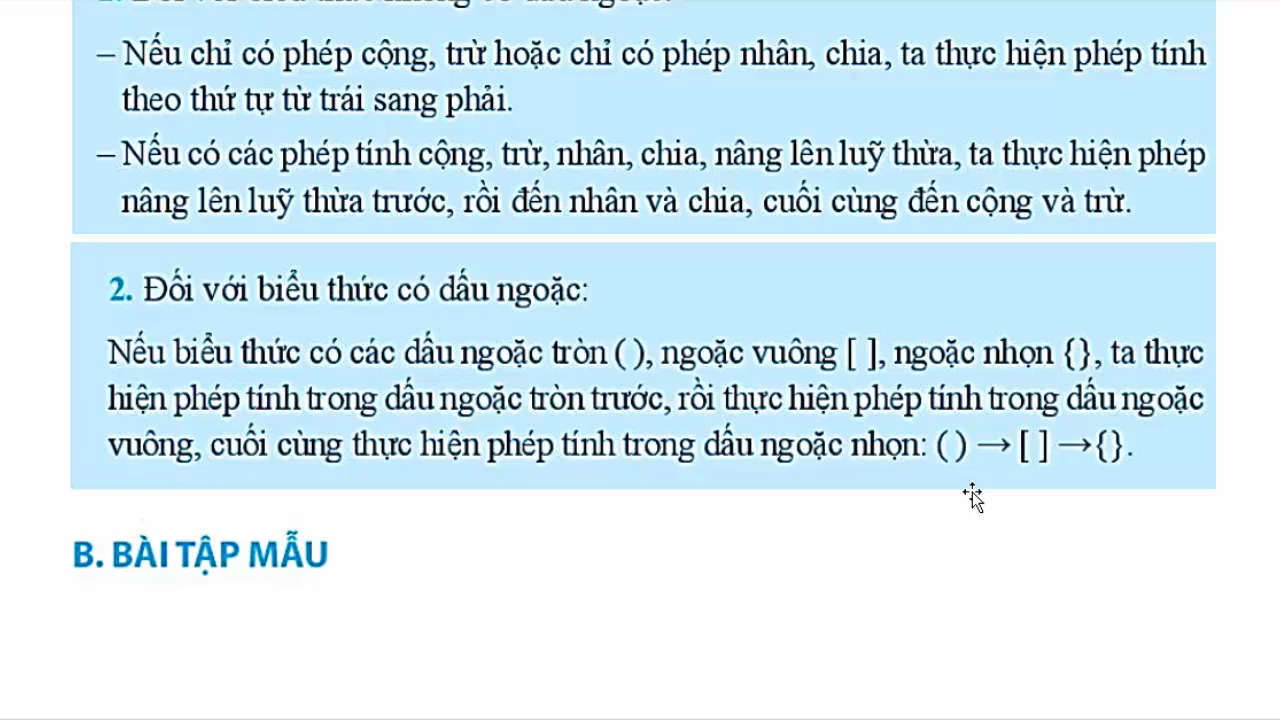 – Nếu chỉ có phép cộng, trừ hoặc chỉ có phép nhân, chia, ta thực hiện phép tính
theo thứ tự từ trái sang phải.
– Nếu có các phép tính cộng, trừ, nhân, chia, nâng lên luỹ thừa, ta thực hiện phép
nâng lên luỹ thừa trước, rồi đến nhân và chia, cuối cùng đến cộng và trừ.
2. Đối với biểu thức có dấu ngoặc:
Nếu biểu thức có các dấu ngoặc tròn ( ), ngoặc vuông [ ], ngoặc nhọn {}, ta thực
hiện phép tính trong dấu ngoặc tròn trước, rồi thực hiện phép tính trong dấu ngoặc
vuông, cuối cùng thực hiện phép tính trong dấu ngoặc nhọn: ( ) → [ ] → {}.
B. BÀI TẬP MẪU